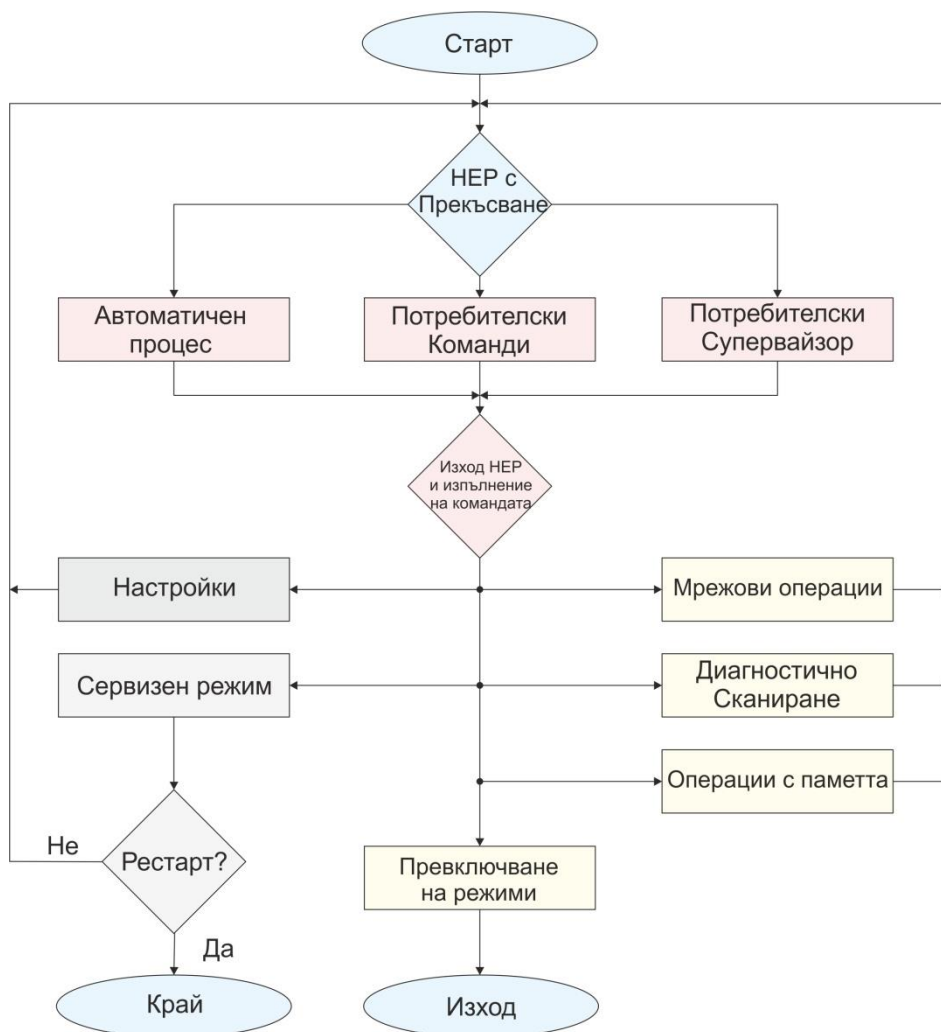 Старт
НЕР с
Прекъсване
Автоматичен
процес
Потребителски
Команди
Потребителски
Супервайзор
Изход НЕР
и изпълнение
на командата
Настройки
Мрежови операции
Сервизен режим
Диагностично
Сканиране
Операции с паметта
Не
Рестарт?
Превключване
на режими
Да
Край
Изход